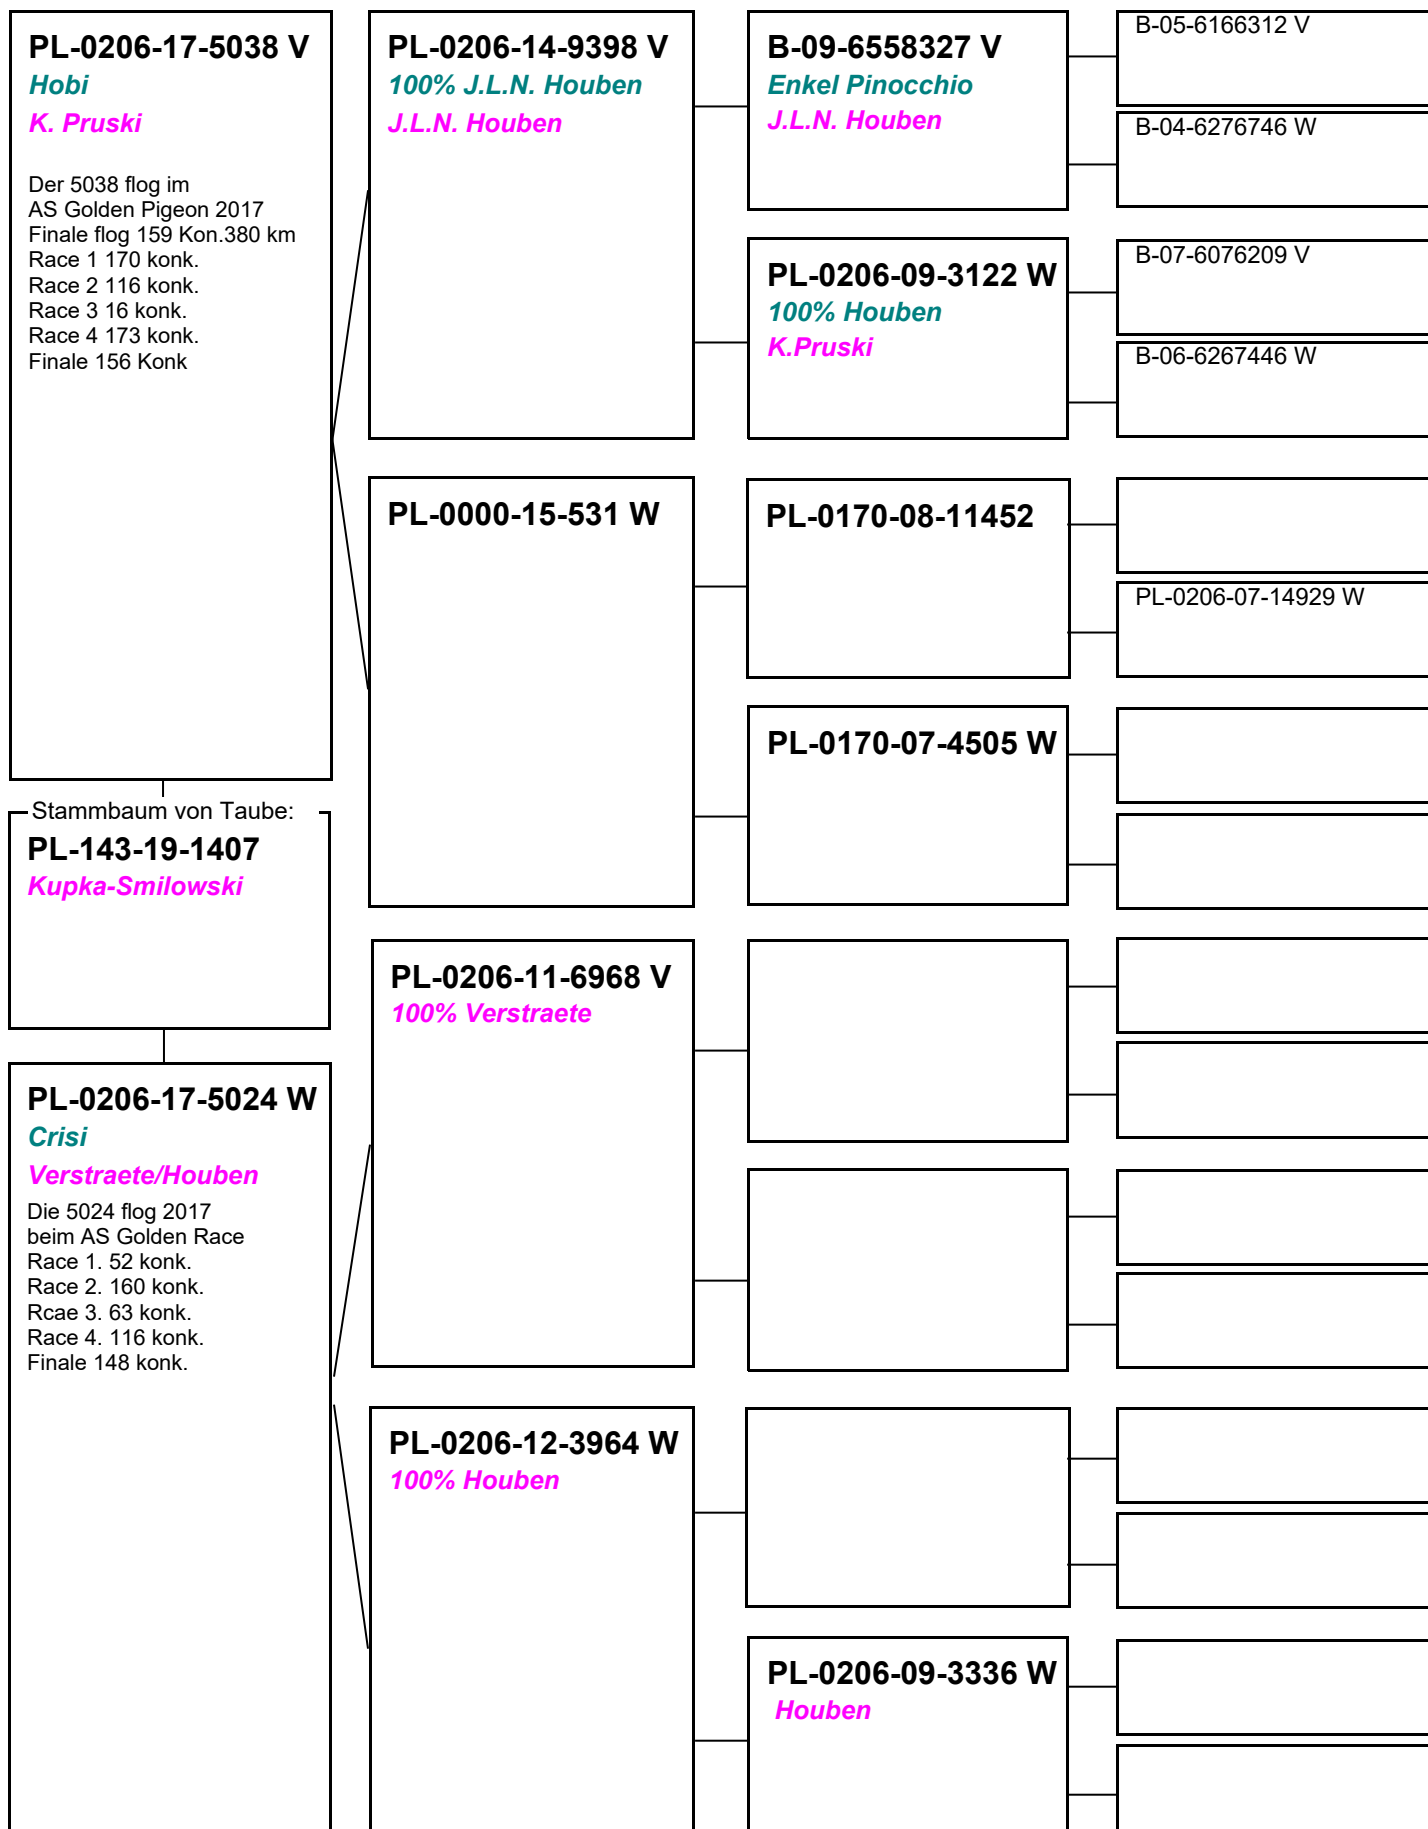 PL-0206-17-5038 V
Hobi
K. Pruski
Der 5038 flog im
AS Golden Pigeon 2017
Finale flog 159 Kon.380 km
Race 1 170 konk.
Race 2 116 konk.
Race 3 16 konk.
Race 4 173 konk.
Finale 156 Konk
Stammbaum von Taube:
PL-143-19-1407
Kupka-Smilowski
PL-0206-17-5024 W
Crisi
Verstraete/Houben
Die 5024 flog 2017
beim AS Golden Race
Race 1. 52 konk.
Race 2. 160 konk.
Rcae 3. 63 konk.
Race 4. 116 konk.
Finale 148 konk.
PL-0206-14-9398 V
100% J.L.N. Houben
J.L.N. Houben
PL-0000-15-531 W
PL-0206-11-6968 V
100% Verstraete
PL-0206-12-3964 W
100% Houben
B-09-6558327 V
Enkel Pinocchio
J.L.N. Houben
PL-0206-09-3122 W
100% Houben
K.Pruski
PL-0170-08-11452
PL-0170-07-4505 W
PL-0206-09-3336 W
Houben
B-05-6166312 V
B-04-6276746 W
B-07-6076209 V
B-06-6267446 W
PL-0206-07-14929 W